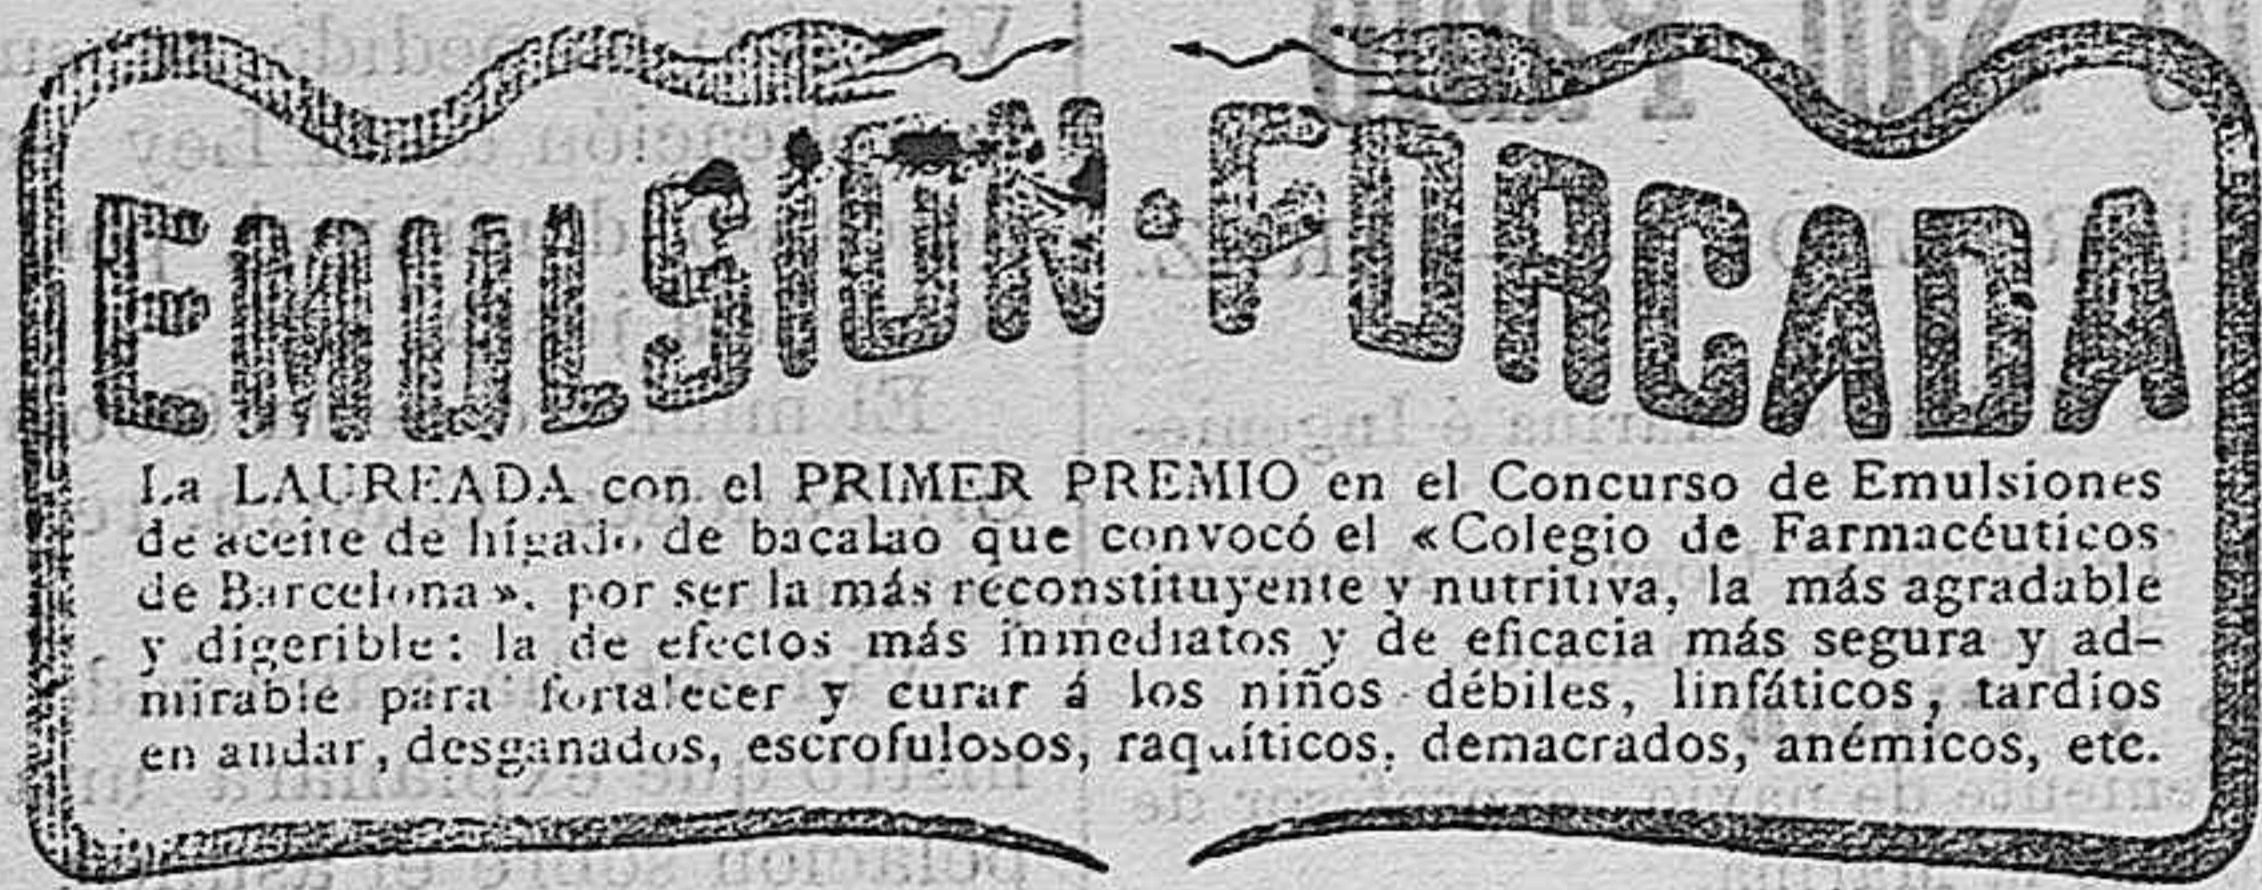 EMULSIÓN·FORCADA
La LAUREADA con el PRIMER PREMIO en el Concurso de Emulsiones
de aceite de hígado de bacalao que convocó el «Colegio de Farmacéuticos
de Barcelona». por ser la más reconstituyente y nutritiva, la más agradable
y digerible: la de efectos más inmediatos y de eficacia más segura y ad-
mirable para fortalecer y curar á los niños débiles, linfáticos, tardíos
en andar, desganados, escrofulosos, raquíticos, demacrados, anémicos, etc.